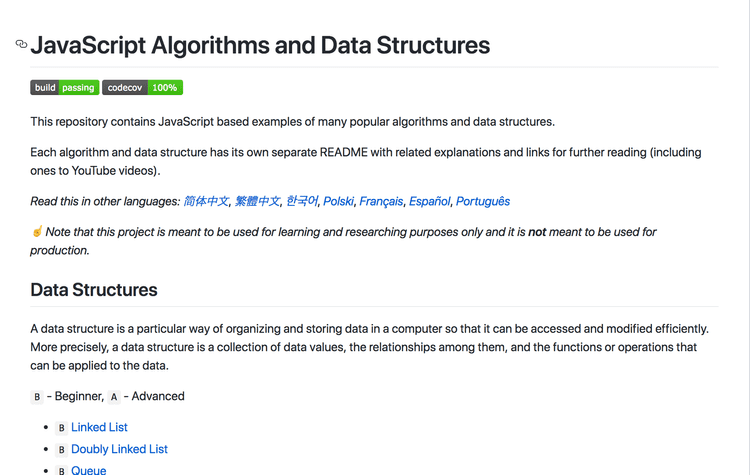 JavaScript Algorithms and Data Structures
build passing codecov 100%
This repository contains JavaScript based examples of many popular algorithms and data structures.
Each algorithm and data structure has its own separate README with related explanations and links for further reading (including
ones to YouTube videos).
Read this in other languages: 简体中文, 繁體中文, 한국어, Polski, Français, Español, Português
☝ Note that this project is meant to be used for learning and researching purposes only and it is not meant to be used for
production.
Data Structures
A data structure is a particular way of organizing and storing data in a computer so that it can be accessed and modified efficiently.
More precisely, a data structure is a collection of data values, the relationships among them, and the functions or operations that
can be applied to the data.
B - Beginner, A - Advanced
• B Linked List
• B Doubly Linked List
• B Queue